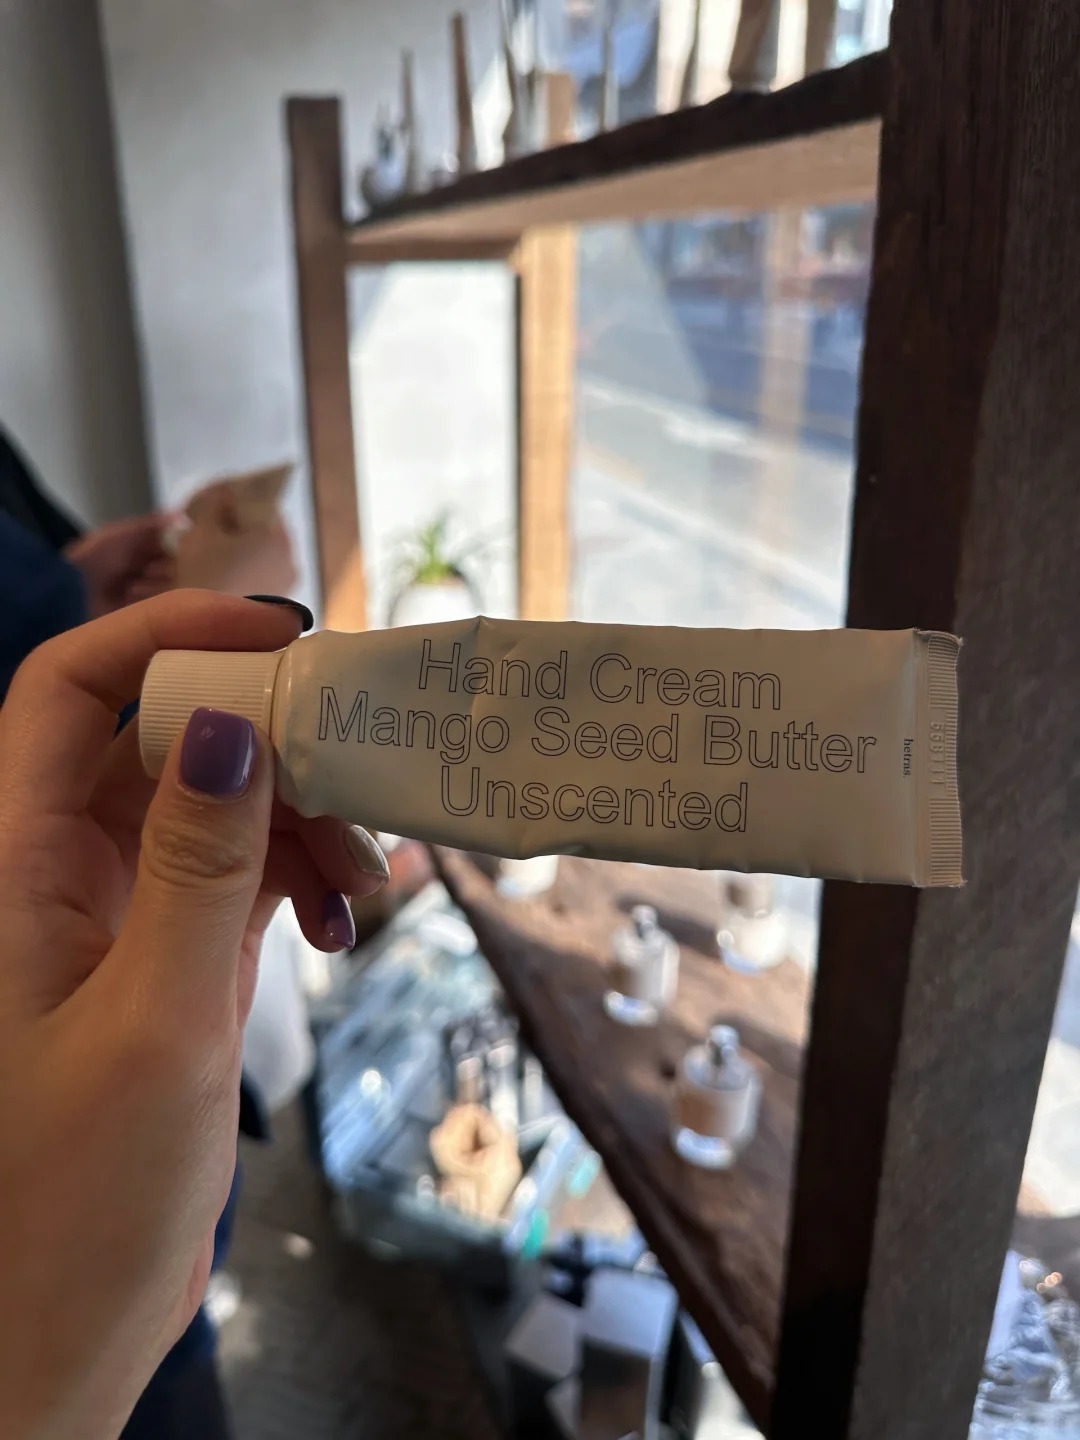 Hand Cream
Mango Seed Butter
Unscented
hetras.